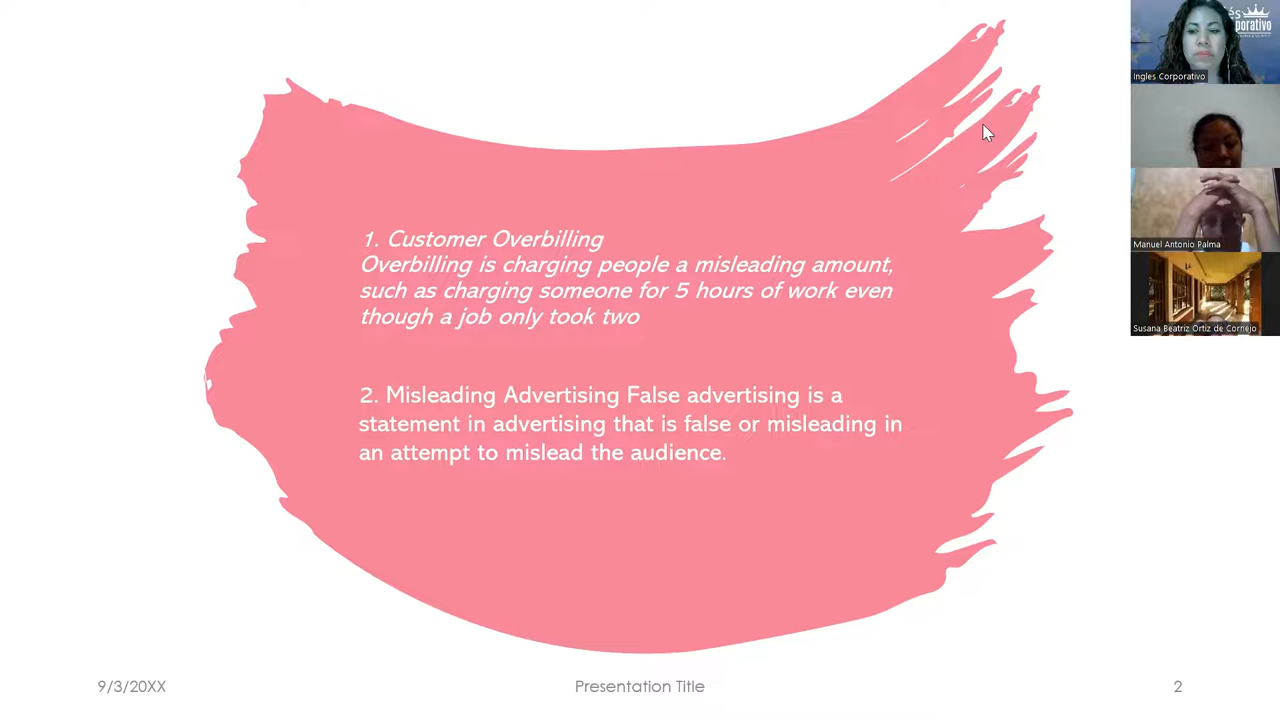 1. Customer Overbilling
Overbilling is charging people a misleading amount,
such as charging someone for 5 hours of work even
though a job only took two
2. Misleading Advertising False advertising is a
statement in advertising that is false or misleading in
an attempt to mislead the audience.
9/3/20XX
Presentation Title
2
Ingles Corporativo
Manuel Antonio Palma
Susana Beatriz Ortiz de Cornejo